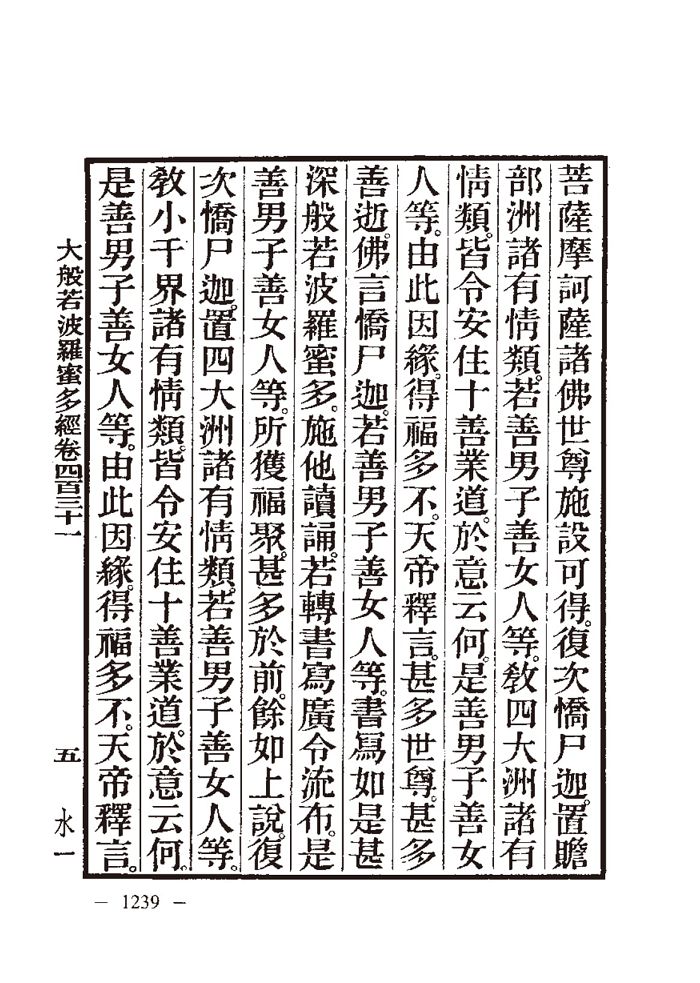 菩薩摩訶薩諸佛世尊施設可得。復次憍尸迦。置贍
部洲諸有情類。若善男子善女人等。敎四大洲諸有
情類。皆令安住十善業道。於意云何。是善男子善女
人等。由此因緣。得福多不。天帝釋言。甚多世尊。甚多
善逝。佛言憍尸迦。若善男子善女人等。書寫如是甚
深般若波羅蜜多。施他讀誦。若轉書寫廣令流布。是
善男子善女人等。所獲福聚。甚多於前。餘如上說。復
次憍尸迦。置四大洲諸有情類。若善男子善女人等。
敎小千界諸有情類。皆令安住十善業道。於意云何。
是善男子善女人等。由此因緣。得福多不。天帝釋言。
大般若波羅蜜多經卷四百三十一 五 水一
— 1239 —